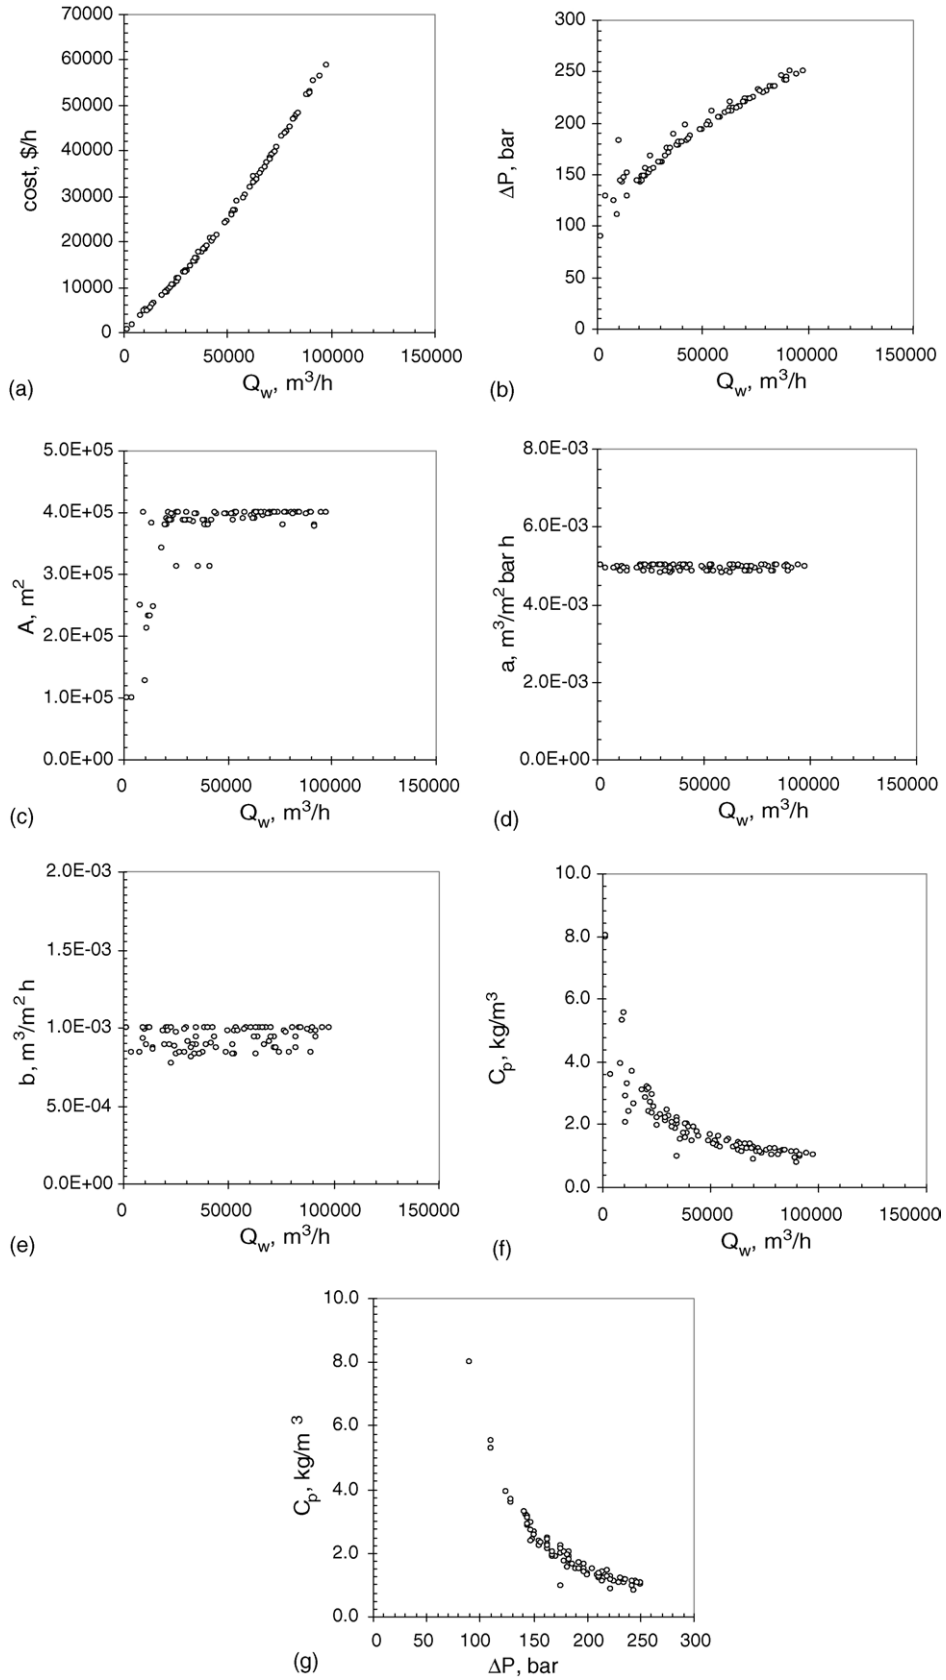 70000
60000
50000
40000
30000
20000
10000
0
cost, $/h
0 50000 100000 150000
Q_w, m³/h
(a)
300
250
200
150
100
50
0
ΔP, bar
0 50000 100000 150000
Q_w, m³/h
(b)
5.0E+05
4.0E+05
3.0E+05
2.0E+05
1.0E+05
0.0E+00
A, m²
0 50000 100000 150000
Q_w, m³/h
(c)
8.0E-03
6.0E-03
4.0E-03
2.0E-03
0.0E+00
a, m³/m² bar h
0 50000 100000 150000
Q_w, m³/h
(d)
2.0E-03
1.5E-03
1.0E-03
5.0E-04
0.0E+00
b, m³/m² h
0 50000 100000 150000
Q_w, m³/h
(e)
10.0
8.0
6.0
4.0
2.0
0.0
C_p, kg/m³
0 50000 100000 150000
Q_w, m³/h
(f)
10.0
8.0
6.0
4.0
2.0
0.0
C_p, kg/m ³
0 50 100 150 200 250 300
ΔP, bar
(g)